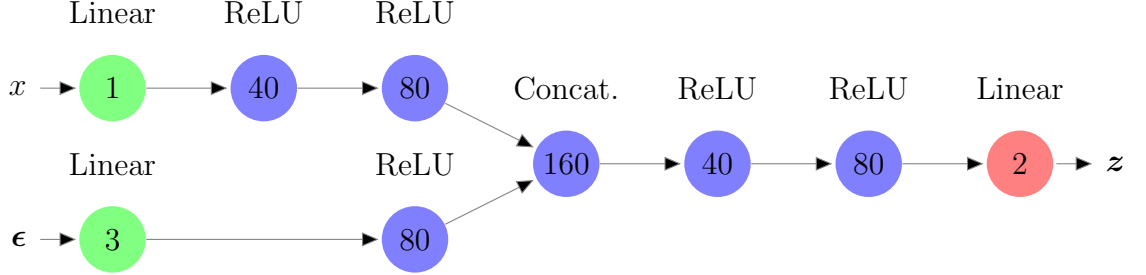 Linear ReLU ReLU
x 1 40 80
Concat. ReLU ReLU Linear
160 40 80 2 z
Linear ReLU
ϵ 3 80